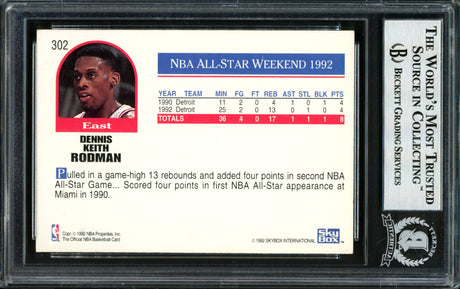 302
NBA ALL-STAR WEEKEND 1992
YEAR TEAM MIN FG FT REB AST STL BLK PTS
1990 Detroit 11 2 0 4 1 0 1 4
1992 Detroit 25 2 0 13 0 1 0 4
TOTALS 36 4 0 17 1 1 1 8
East
DENNIS
KEITH
RODMAN
Pulled in a game-high 13 rebounds and added four points in second NBA
All-Star Game... Scored four points in first NBA All-Star appearance at
Miami in 1990.
Copr. © 1992 NBA Properties, Inc.
The Official NBA Basketball Card
© 1992 SKYBOX INTERNATIONAL
SkyBox
THE WORLD'S MOST TRUSTED
SOURCE IN COLLECTING™
BECKETT GRADING SERVICES